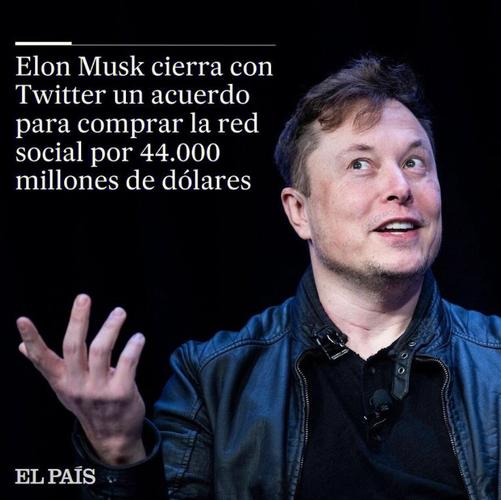 Elon Musk cierra con
Twitter un acuerdo
para comprar la red
social por 44.000
millones de dólares
EL PAÍS